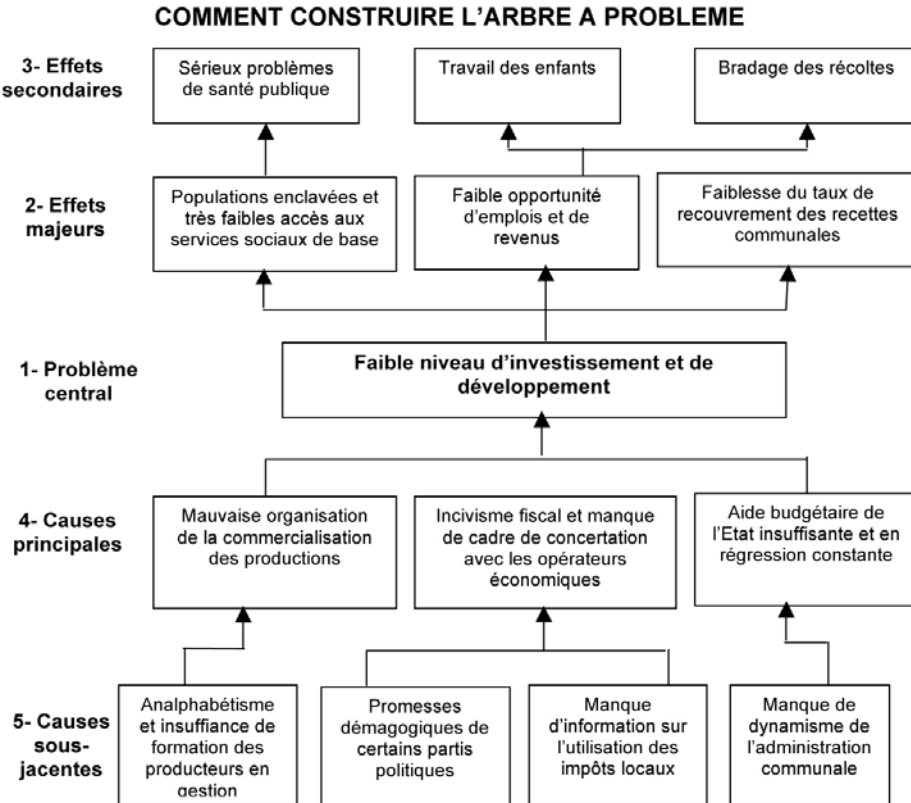 COMMENT CONSTRUIRE L'ARBRE A PROBLEME
3- Effets
secondaires
Sérieux problèmes
de santé publique
Travail des enfants
Bradage des récoltes
2- Effets
majeurs
Populations enclavées et
très faibles accès aux
services sociaux de base
Faible opportunité
d'emplois et de
revenus
Faiblesse du taux de
recouvrement des recettes
communales
1- Problème
central
Faible niveau d'investissement et de
développement
4- Causes
principales
Mauvaise organisation
de la commercialisation
des productions
Incivisme fiscal et manque
de cadre de concertation
avec les opérateurs
économiques
Aide budgétaire de
l'Etat insuffisante et en
régression constante
5- Causes
sous-
jacentes
Analphabétisme
et insuffiance de
formation des
producteurs en
gestion
Promesses
démagogiques de
certains partis
politiques
Manque
d'information sur
l'utilisation des
impôts locaux
Manque de
dynamisme de
l'administration
communale